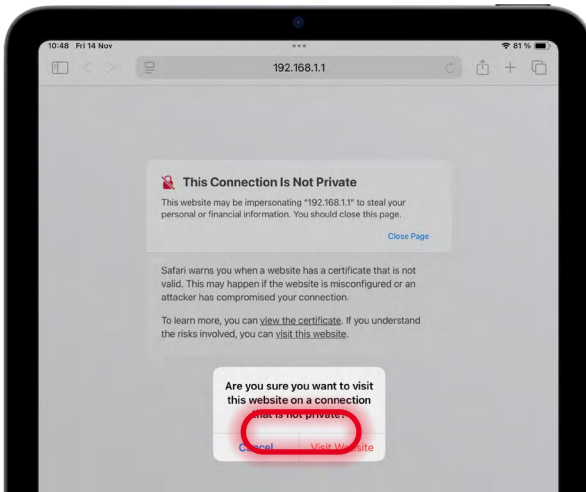 10:48 Fri 14 Nov
81 %
192.168.1.1
This Connection Is Not Private
This website may be impersonating “192.168.1.1” to steal your
personal or financial information. You should close this page.
Close Page
Safari warns you when a website has a certificate that is not
valid. This may happen if the website is misconfigured or an
attacker has compromised your connection.
To learn more, you can view the certificate. If you understand
the risks involved, you can visit this website.
Are you sure you want to visit
this website on a connection
that is not private?
Cancel
Visit Website